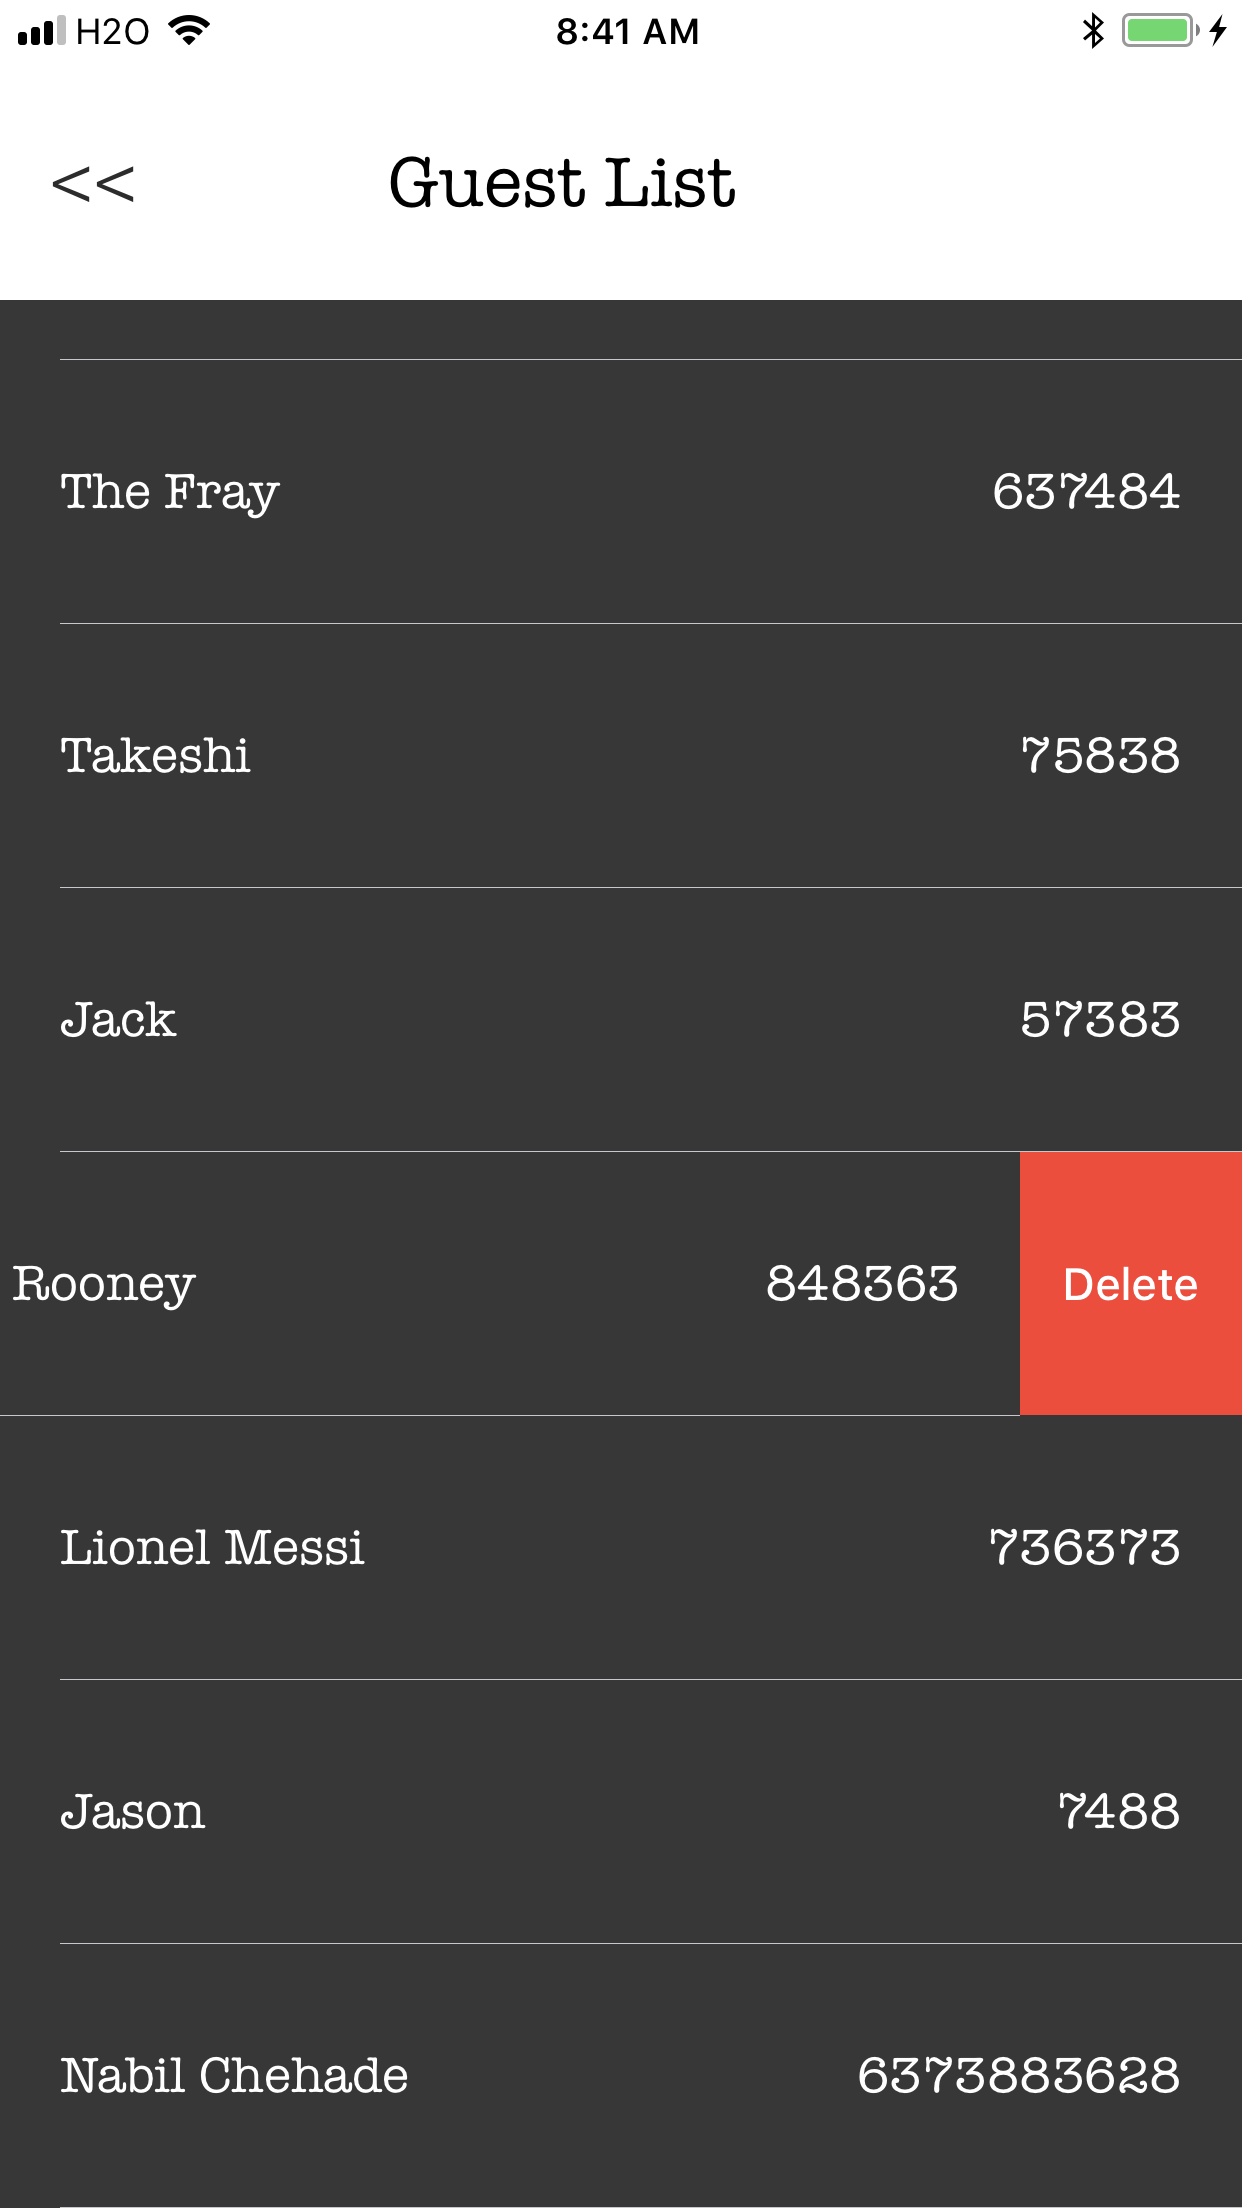 H2O 8:41 AM
<< Guest List
The Fray 637484
Takeshi 75838
Jack 57383
Rooney 848363 Delete
Lionel Messi 736373
Jason 7488
Nabil Chehade 6373883628